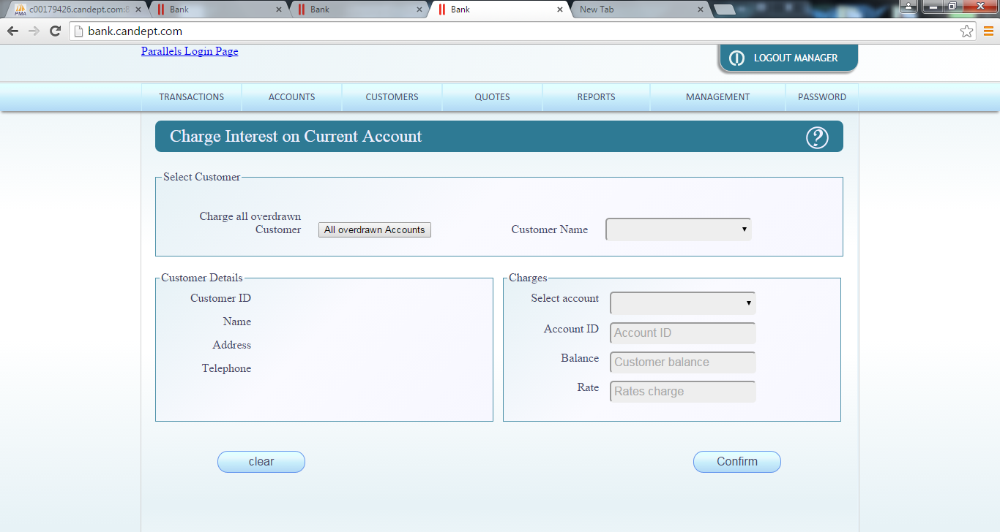 c00179426.candept.com:8
Bank
Bank
Bank
New Tab
bank.candept.com
Parallels Login Page
LOGOUT MANAGER
TRANSACTIONS
ACCOUNTS
CUSTOMERS
QUOTES
REPORTS
MANAGEMENT
PASSWORD
Charge Interest on Current Account
?
Select Customer
Charge all overdrawn
Customer
All overdrawn Accounts
Customer Name
Customer Details
Customer ID
Name
Address
Telephone
Charges
Select account
Account ID
Account ID
Balance
Customer balance
Rate
Rates charge
clear
Confirm